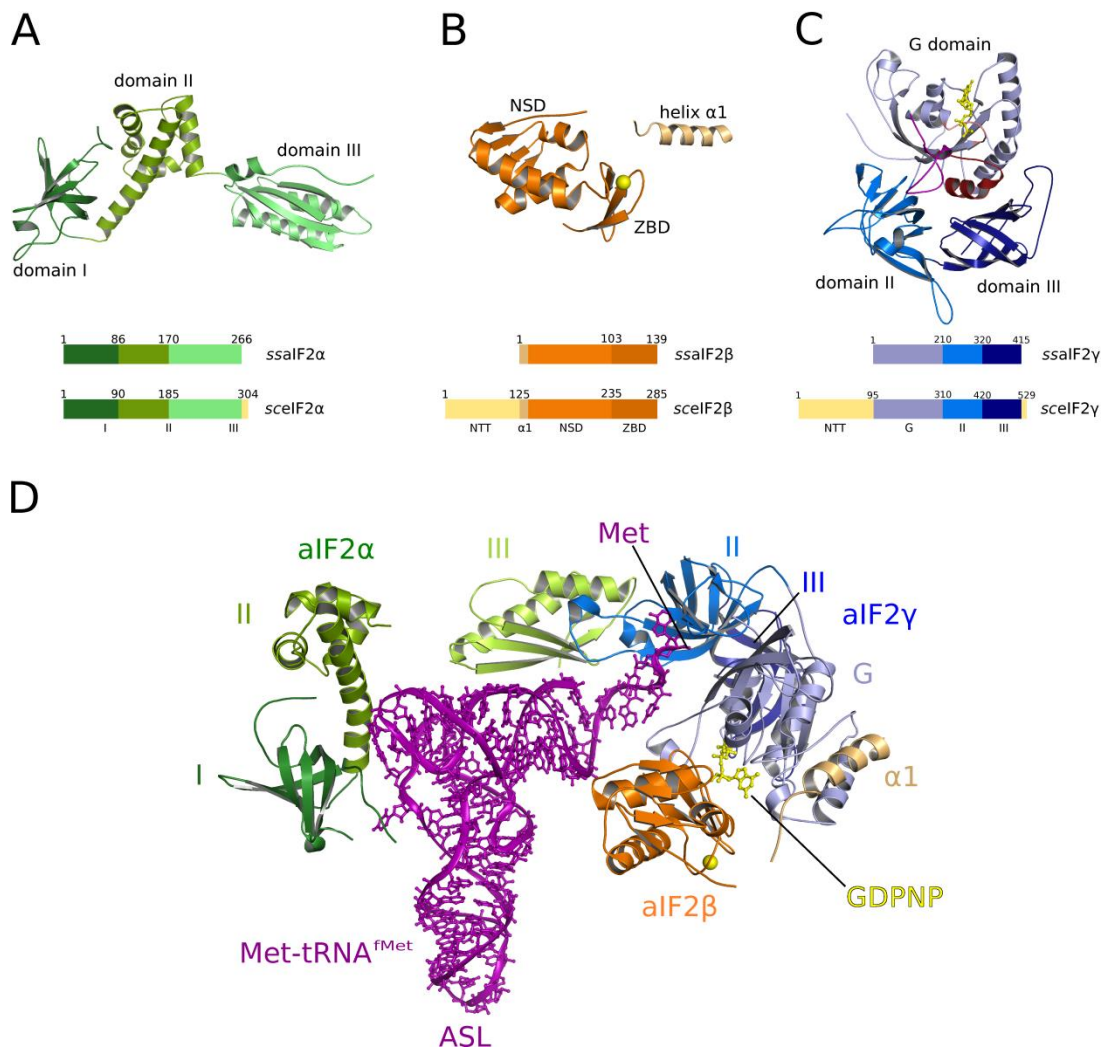 A
B
C
domain II
domain III
domain I
NSD
helix α1
ZBD
G domain
domain II
domain III
1 86 170 266
ssaIF2α
1 90 185 304
sceIF2α
I II III
1 103 139
ssaIF2β
1 125 235 285
sceIF2β
NTT α1 NSD ZBD
1 210 320 415
ssaIF2γ
1 95 310 420 529
sceIF2γ
NTT G II III
D
aIF2α
III
Met
II
II
III
aIF2γ
G
I
α1
aIF2β
GDPNP
Met-tRNAfMet
ASL